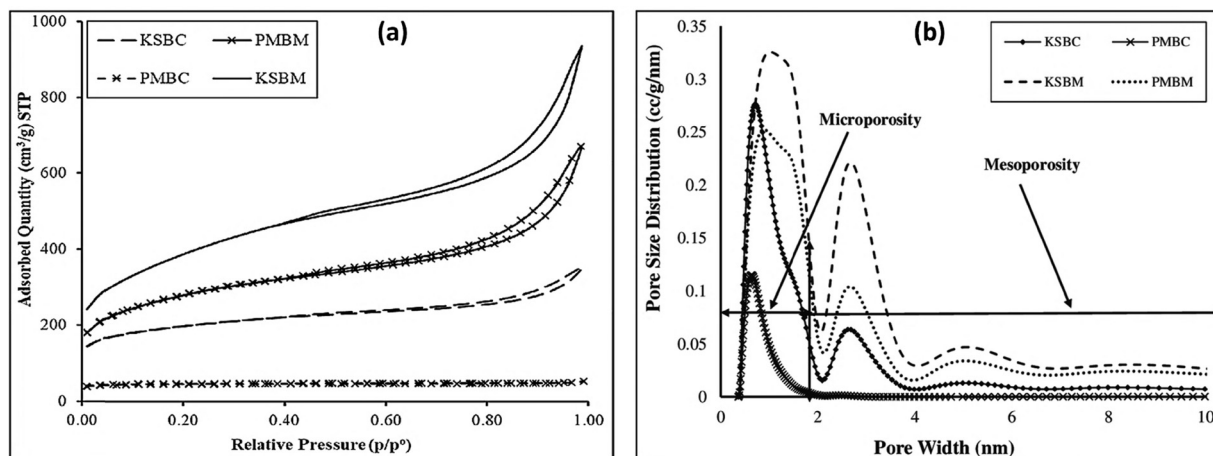 (a)
KSBC
PMBM
PMBC
KSBM
Adsorbed Quantity (cm³/g) STP
1000
800
600
400
200
0
0.00 0.20 0.40 0.60 0.80 1.00
Relative Pressure (p/p°)
(b)
KSBC
PMBC
KSBM
PMBM
Microporosity
Mesoporosity
Pore Size Distribution (cc/g/nm)
0.35
0.3
0.25
0.2
0.15
0.1
0.05
0
0 2 4 6 8 10
Pore Width (nm)